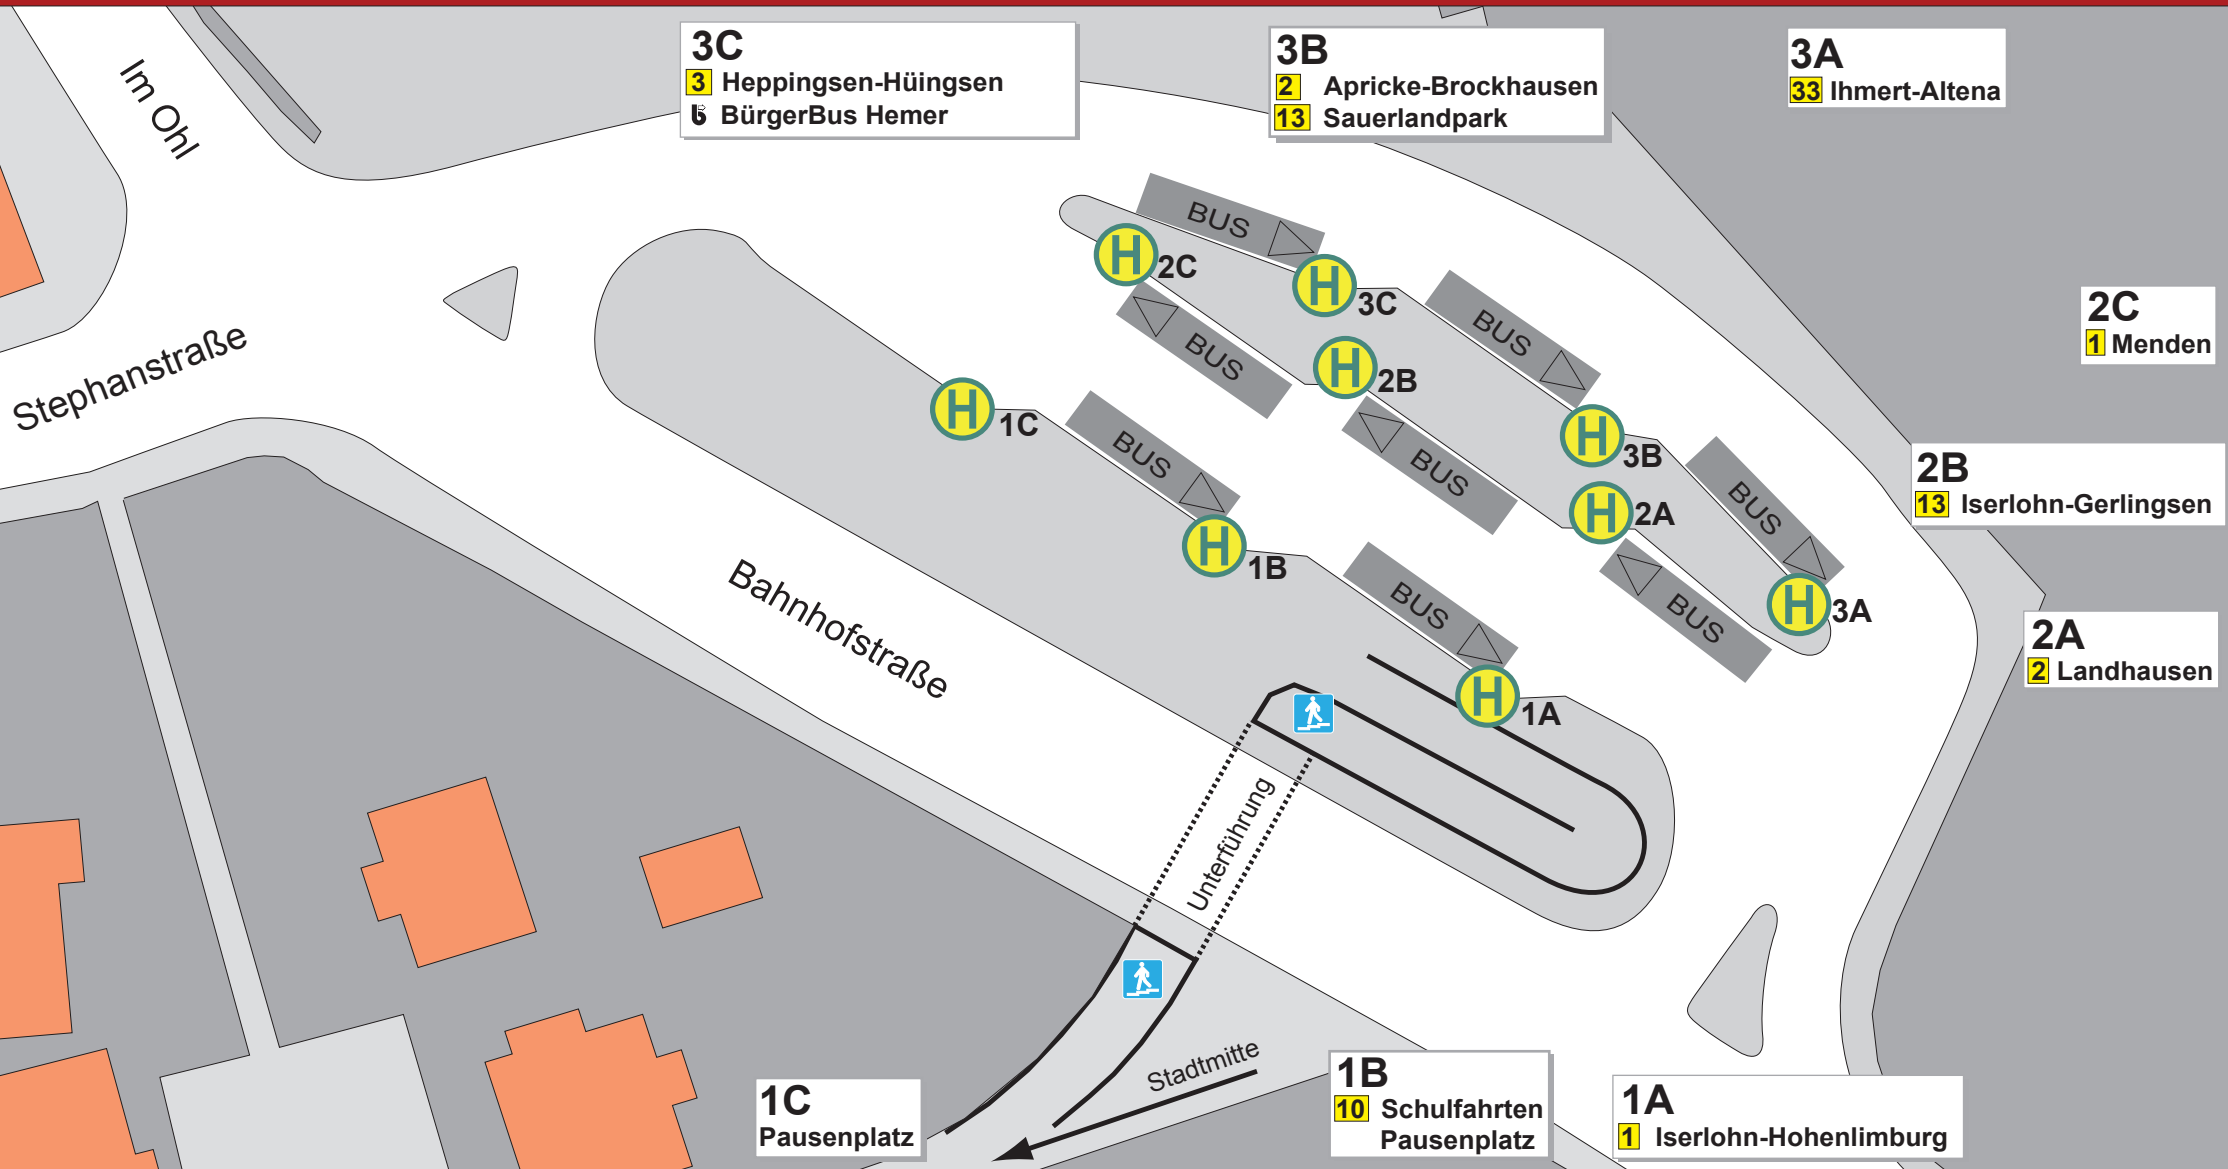 3C
3 Heppingsen-Hüingsen
BürgerBus Hemer
3B
2 Apricke-Brockhausen
13 Sauerlandpark
3A
33 Ihmert-Altena
Im Ohl
Stephanstraße
BUS
H 2C
H 3C
BUS
BUS
H 2B
2C
1 Menden
H 1C
BUS
BUS
H 3B
BUS
2B
13 Iserlohn-Gerlingsen
H 2A
H 1B
BUS
BUS
H 3A
2A
2 Landhausen
Bahnhofstraße
H 1A
Unterführung
Stadtmitte
1C
Pausenplatz
1B
10 Schulfahrten
Pausenplatz
1A
1 Iserlohn-Hohenlimburg